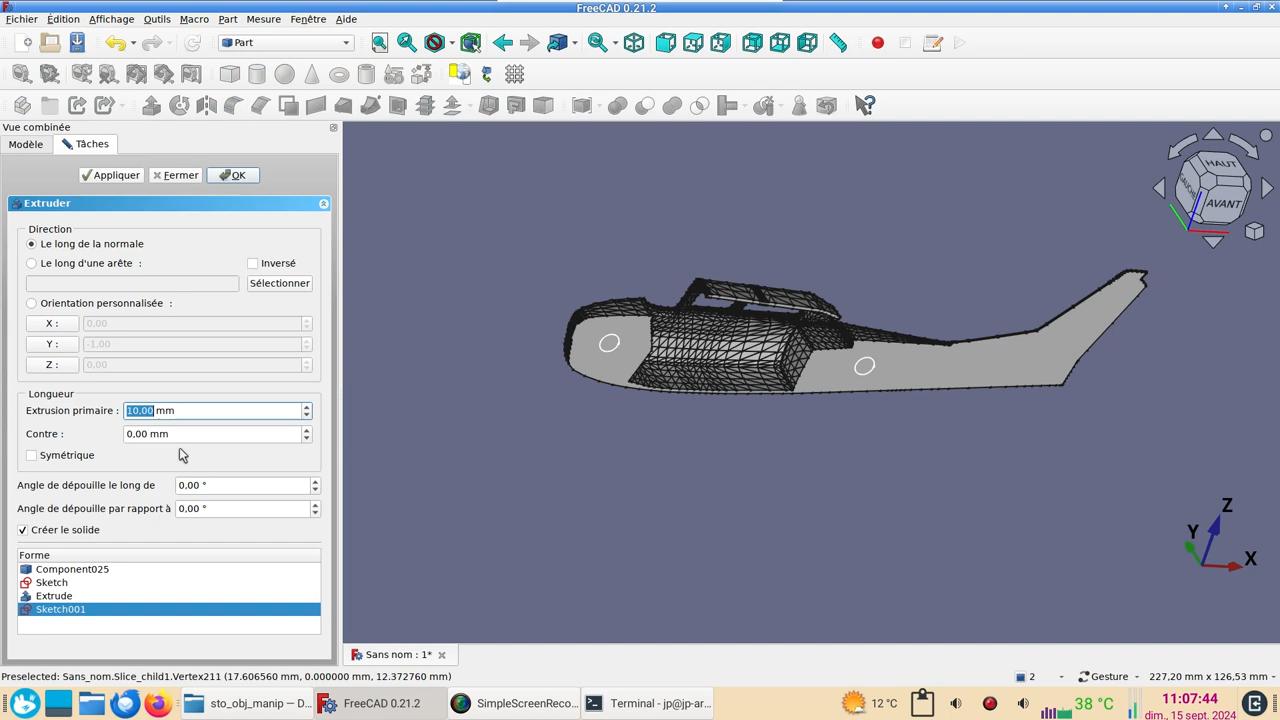 FreeCAD 0.21.2
Fichier Édition Affichage Outils Macro Part Mesure Fenêtre Aide
Part
Vue combinée
Modèle Tâches
Appliquer Fermer OK
Extruder
Direction
Le long de la normale
Le long d'une arête : Inversé
Sélectionner
Orientation personnalisée :
X : 0.00
Y : -1.00
Z : 0.00
Longueur
Extrusion primaire : 10,00 mm
Contre : 0,00 mm
Symétrique
Angle de dépouille le long de 0,00 °
Angle de dépouille par rapport à 0,00 °
Créer le solide
Forme
Component025
Sketch
Extrude
Sketch001
HAUT
AVANT
Z
Y
X
Sans nom : 1*
Preselected: Sans_nom.Slice_child1.Vertex211 (17.606560 mm, 0.000000 mm, 12.372760 mm)
2 Gesture 227,20 mm x 126,53 mm
sto_obj_manip — D... FreeCAD 0.21.2 SimpleScreenReco... Terminal - jp@jp-ar... 12°C 38 °C
11:07:44
dim., 15 sept. 2024